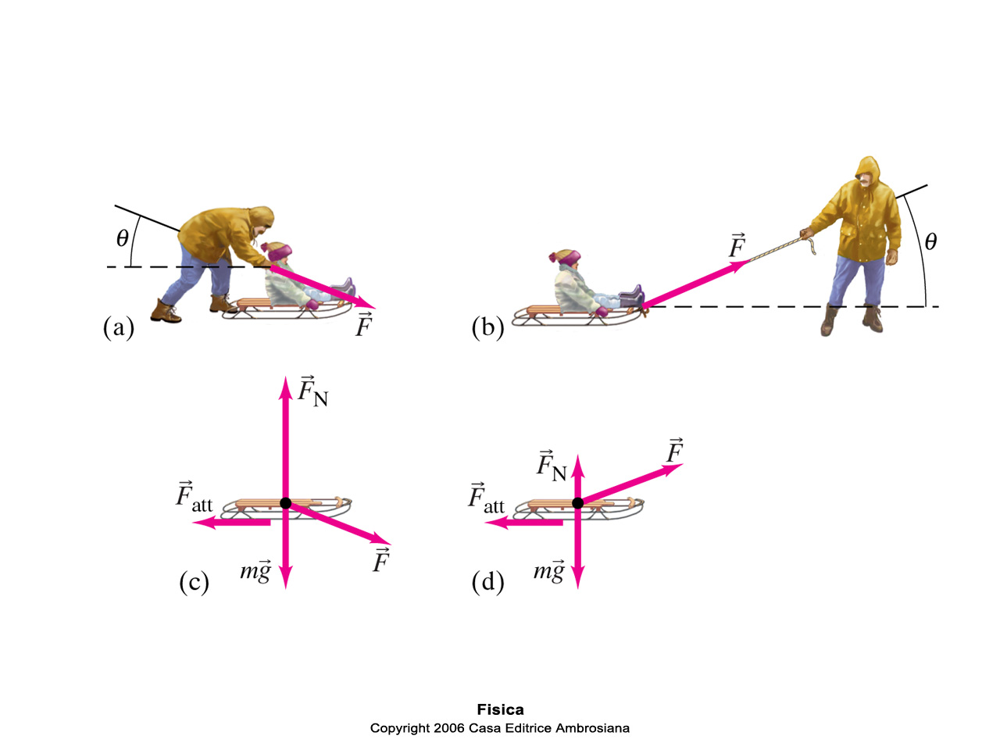 θ
(a)
F⃗
F⃗
θ
(b)
F⃗N
F⃗att
mg⃗
F⃗
(c)
F⃗N
F⃗
F⃗att
mg⃗
(d)
Fisica
Copyright 2006 Casa Editrice Ambrosiana